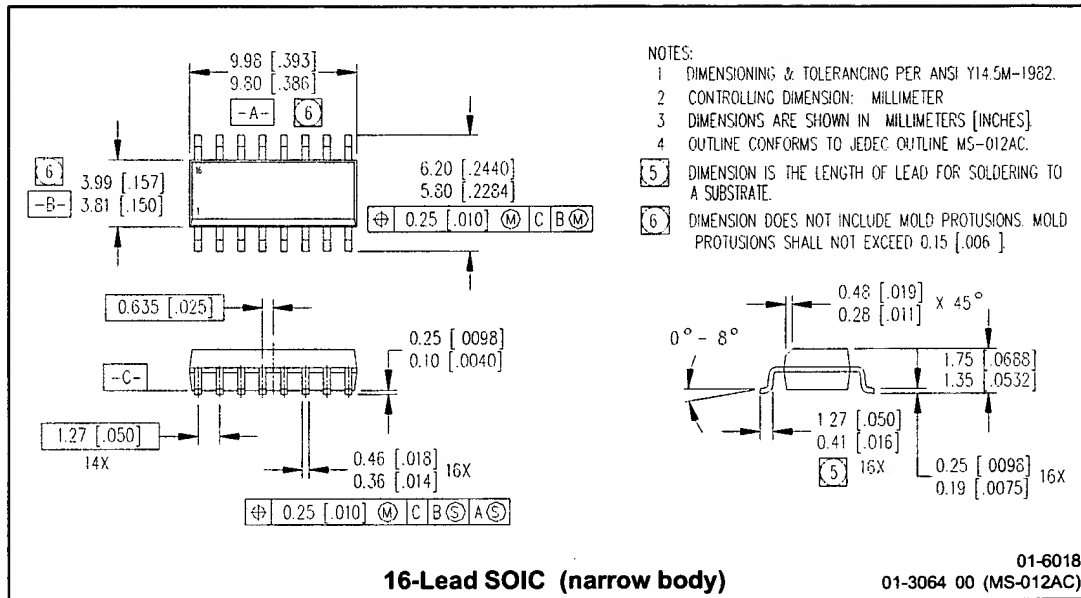 9.98 [.393]
9.80 [.386]
-A- 6
6
3.99 [.157]
3.81 [.150]
-B-
16
1
6.20 [.2440]
5.80 [.2284]
⌖ 0.25 [.010] Ⓜ C B Ⓜ
NOTES:
1 DIMENSIONING & TOLERANCING PER ANSI Y14.5M-1982.
2 CONTROLLING DIMENSION: MILLIMETER
3 DIMENSIONS ARE SHOWN IN MILLIMETERS [INCHES].
4 OUTLINE CONFORMS TO JEDEC OUTLINE MS-012AC.
5 DIMENSION IS THE LENGTH OF LEAD FOR SOLDERING TO
A SUBSTRATE.
6 DIMENSION DOES NOT INCLUDE MOLD PROTUSIONS. MOLD
PROTUSIONS SHALL NOT EXCEED 0.15 [.006 ]
0.635 [.025]
0.25 [0098]
0.10 [.0040]
-C-
1.27 [.050]
14X
0.46 [.018]
0.36 [.014]
16X
⌖ 0.25 [.010] Ⓜ C B Ⓢ A Ⓢ
0.48 [.019]
0.28 [.011]
X 45°
0° - 8°
1.75 [.0688]
1.35 [.0532]
1.27 [.050]
0.41 [.016]
5 16X
0.25 [0098]
0.19 [.0075]
16X
16-Lead SOIC (narrow body)
01-6018
01-3064 00 (MS-012AC)